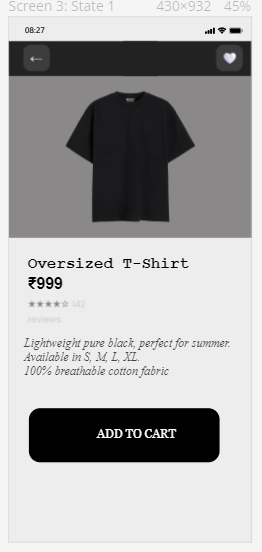 Screen 3: State 1 430×932 45%
08:27
←
Oversized T-Shirt
₹999
★★★★☆ 142
reviews
Lightweight pure black, perfect for summer.
Available in S, M, L, XL.
100% breathable cotton fabric
ADD TO CART